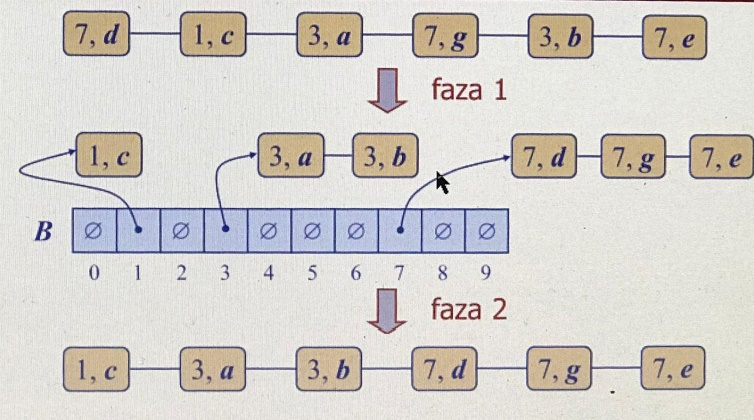 7, d 1, c 3, a 7, g 3, b 7, e
faza 1
1, c 3, a 3, b 7, d 7, g 7, e
B ∅ ∅ ∅ ∅ ∅ ∅ ∅
0 1 2 3 4 5 6 7 8 9
faza 2
1, c 3, a 3, b 7, d 7, g 7, e